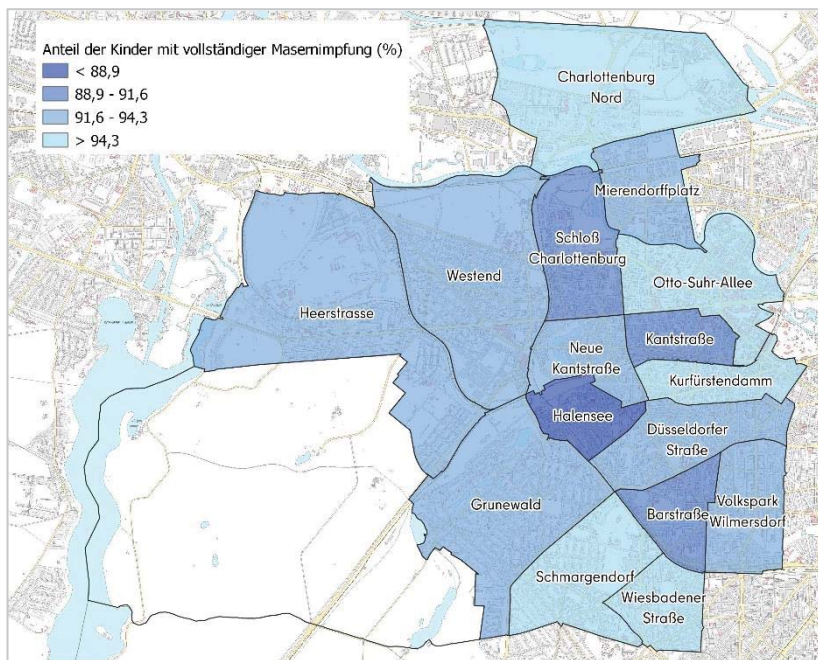 Anteil der Kinder mit vollständiger Masernimpfung (%)
< 88,9
88,9 - 91,6
91,6 - 94,3
> 94,3
Charlottenburg
Nord
Mierendorffplatz
Schloß
Charlottenburg
Westend
Otto-Suhr-Allee
Heerstrasse
Kantstraße
Neue
Kantstraße
Kurfürstendamm
Halensee
Düsseldorfer
Straße
Grunewald
Barstraße
Volkspark
Wilmersdorf
Schmargendorf
Wiesbadener
Straße